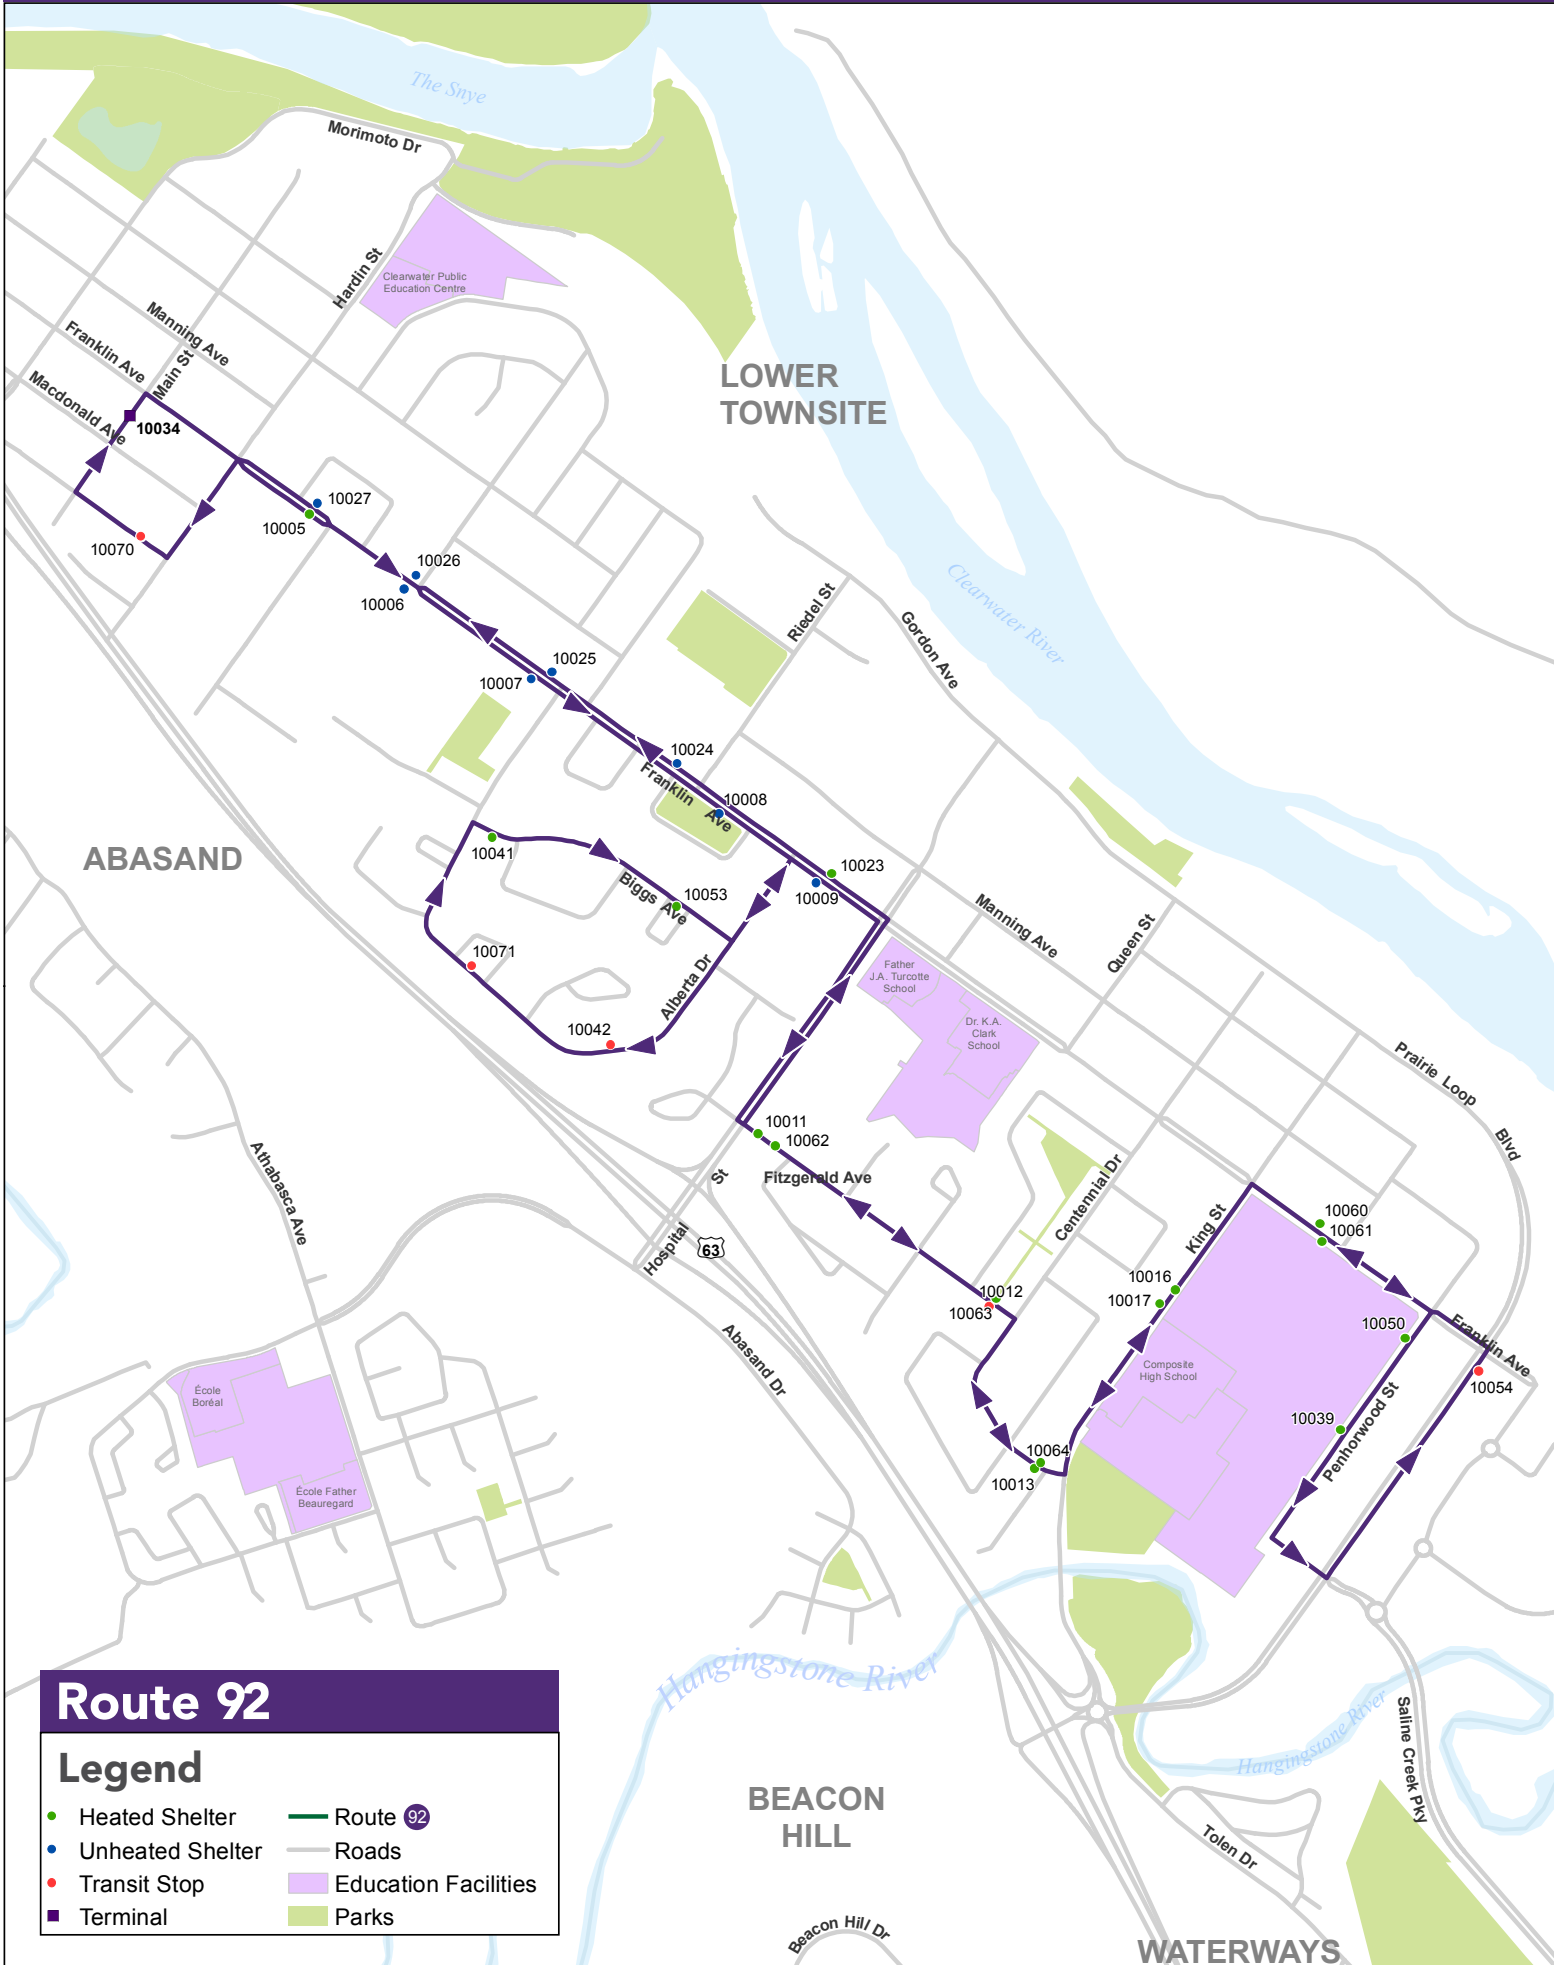 The Snye
Morimoto Dr
Hardin St
Clearwater Public
Education Centre
Manning Ave
Franklin Ave
Main St
Macdonald Ave
10034
LOWER
TOWNSITE
10027
10005
10070
10026
10006
Clearwater River
Riedel St
Gordon Ave
10025
10007
10024
Franklin Ave
10008
ABASAND
10041
10023
10009
Biggs Ave
10053
Manning Ave
Queen St
10071
Alberta Dr
Father
J.A. Turcotte
School
Dr. K.A.
Clark
School
10042
Prairie Loop
Blvd
10011
10062
Fitzgerald Ave
Athabasca Ave
Hospital St
63
Centennial Dr
King St
10060
10061
10016
10017
10012
10063
10050
Franklin Ave
Abasand Dr
Composite
High School
10054
École
Boréal
10039
Penhorwood St
10064
10013
École Father
Beauregard
Hangingstone River
Hangingstone River
Saline Creek Pky
Route 92
Legend
Heated Shelter
Route 92
Unheated Shelter
Roads
Transit Stop
Education Facilities
Terminal
Parks
BEACON
HILL
Tolen Dr
Beacon Hill Dr
WATERWAYS